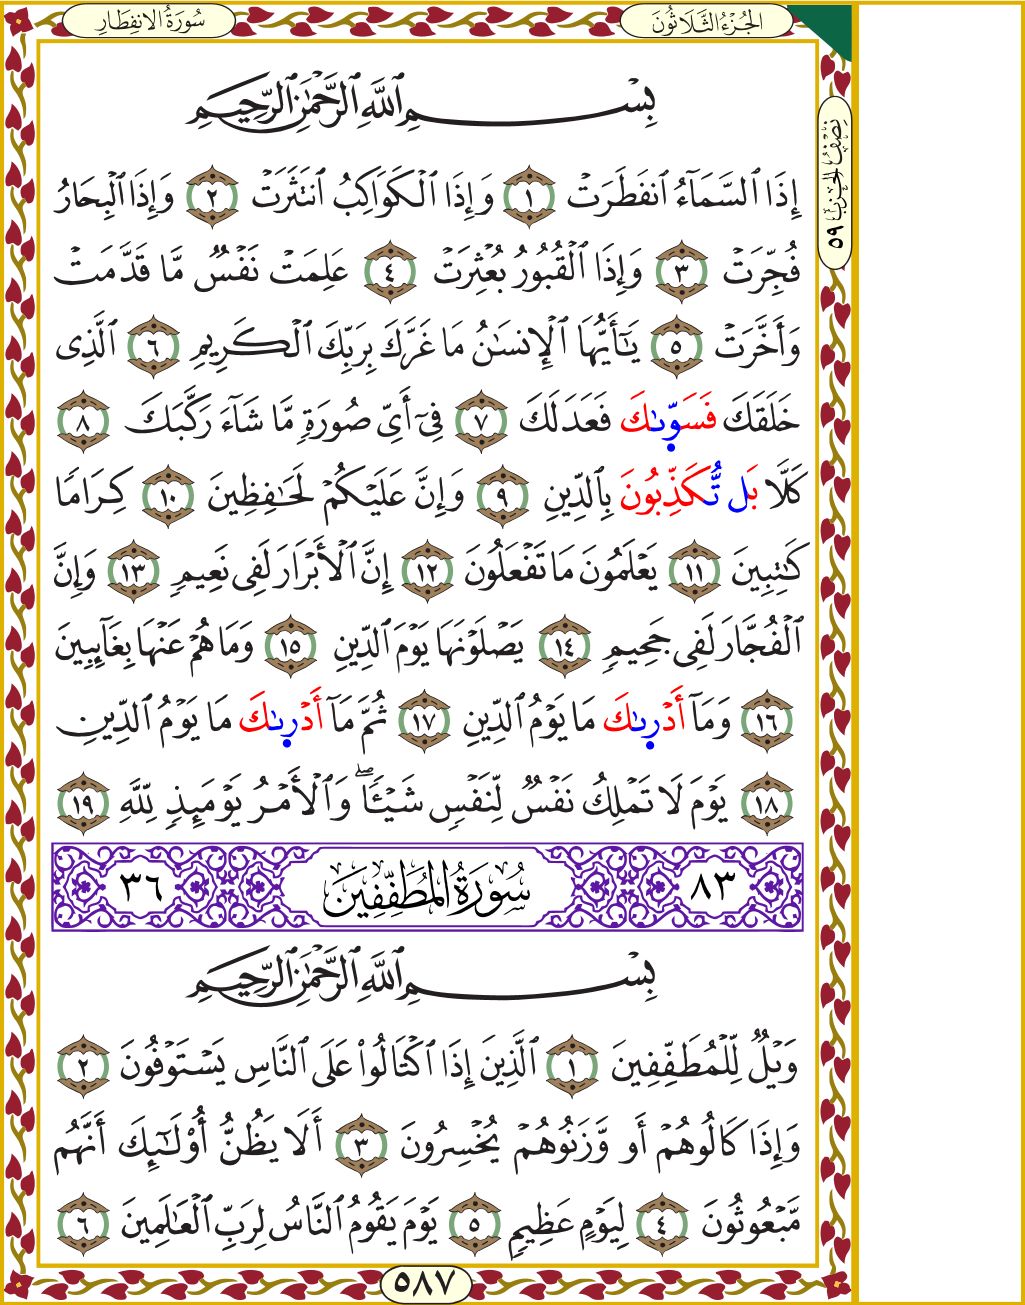 سُورَةُ الانفِطَارِ
الجُزْءُ الثَّلَاثُونَ
نِصْفُ الحِزْبِ ٥٩
بِسْمِ ٱللَّهِ ٱلرَّحْمَٰنِ ٱلرَّحِيمِ
إِذَا ٱلسَّمَآءُ ٱنفَطَرَتْ ١ وَإِذَا ٱلْكَوَاكِبُ ٱنتَثَرَتْ ٢ وَإِذَا ٱلْبِحَارُ
فُجِّرَتْ ٣ وَإِذَا ٱلْقُبُورُ بُعْثِرَتْ ٤ عَلِمَتْ نَفْسٌ مَّا قَدَّمَتْ
وَأَخَّرَتْ ٥ يَٰٓأَيُّهَا ٱلْإِنسَٰنُ مَا غَرَّكَ بِرَبِّكَ ٱلْكَرِيمِ ٦ ٱلَّذِى
خَلَقَكَ فَسَوّىٰكَ فَعَدَلَكَ ٧ فِىٓ أَىِّ صُورَةٍ مَّا شَآءَ رَكَّبَكَ ٨
كَلَّا بَل تُّكَذِّبُونَ بِٱلدِّينِ ٩ وَإِنَّ عَلَيْكُمْ لَحَٰفِظِينَ ١٠ كِرَامًا
كَٰتِبِينَ ١١ يَعْلَمُونَ مَا تَفْعَلُونَ ١٢ إِنَّ ٱلْأَبْرَارَ لَفِى نَعِيمٍ ١٣ وَإِنَّ
ٱلْفُجَّارَ لَفِى جَحِيمٍ ١٤ يَصْلَوْنَهَا يَوْمَ ٱلدِّينِ ١٥ وَمَا هُمْ عَنْهَا بِغَآئِبِينَ
١٦ وَمَآ أَدْرِىٰكَ مَا يَوْمُ ٱلدِّينِ ١٧ ثُمَّ مَآ أَدْرِىٰكَ مَا يَوْمُ ٱلدِّينِ
١٨ يَوْمَ لَا تَمْلِكُ نَفْسٌ لِّنَفْسٍ شَيْـًٔا ۖ وَٱلْأَمْرُ يَوْمَئِذٍ لِّلَّهِ ١٩
٨٣ سُورَةُ المُطَفِّفِينَ ٣٦
بِسْمِ ٱللَّهِ ٱلرَّحْمَٰنِ ٱلرَّحِيمِ
وَيْلٌ لِّلْمُطَفِّفِينَ ١ ٱلَّذِينَ إِذَا ٱكْتَالُوا۟ عَلَى ٱلنَّاسِ يَسْتَوْفُونَ ٢
وَإِذَا كَالُوهُمْ أَو وَّزَنُوهُمْ يُخْسِرُونَ ٣ أَلَا يَظُنُّ أُو۟لَٰٓئِكَ أَنَّهُم
مَّبْعُوثُونَ ٤ لِيَوْمٍ عَظِيمٍ ٥ يَوْمَ يَقُومُ ٱلنَّاسُ لِرَبِّ ٱلْعَٰلَمِينَ ٦
٥٨٧